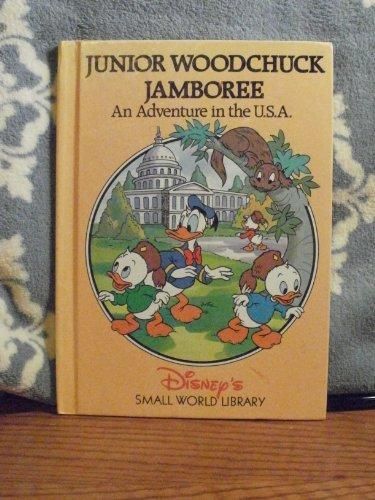 JUNIOR WOODCHUCK
JAMBOREE
An Adventure in the U.S.A.
Disney's
SMALL WORLD LIBRARY